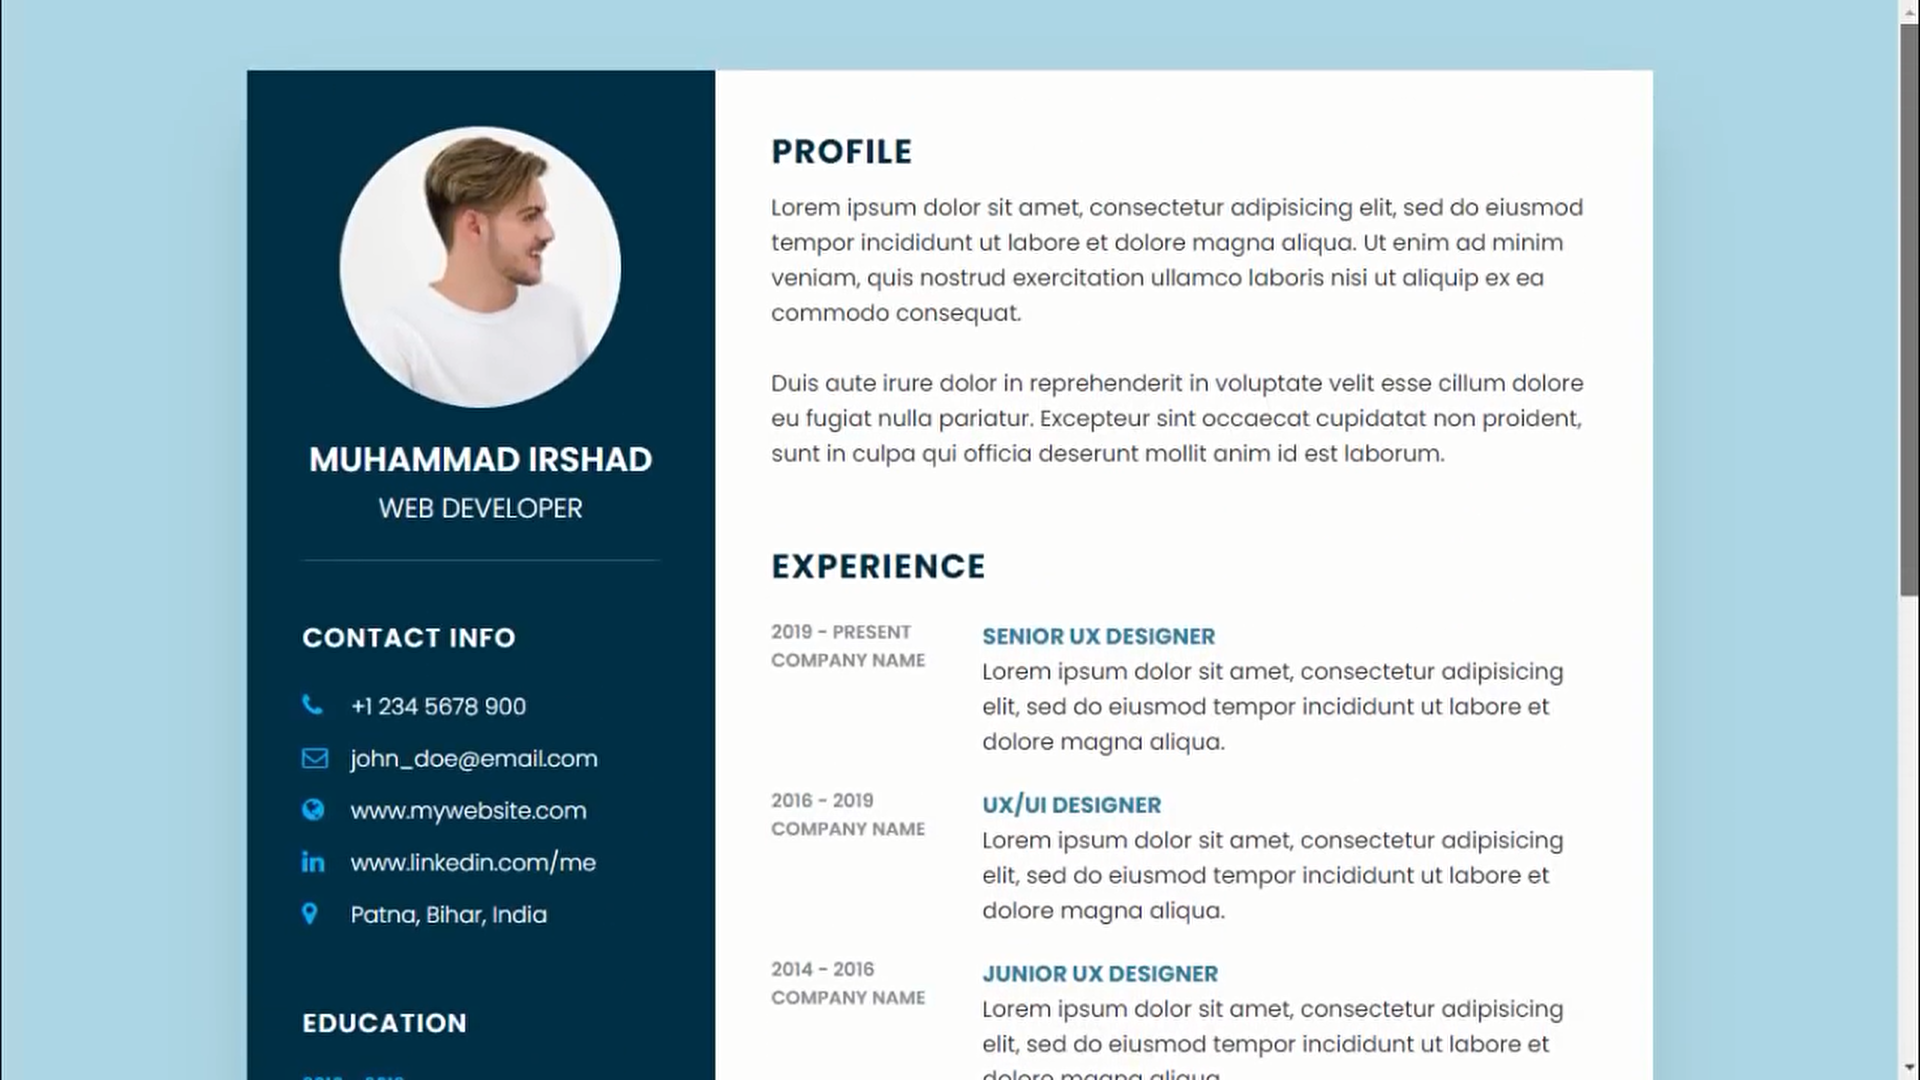 MUHAMMAD IRSHAD
WEB DEVELOPER
CONTACT INFO
+1 234 5678 900
john_doe@email.com
www.mywebsite.com
www.linkedin.com/me
Patna, Bihar, India
EDUCATION
PROFILE
Lorem ipsum dolor sit amet, consectetur adipisicing elit, sed do eiusmod
tempor incididunt ut labore et dolore magna aliqua. Ut enim ad minim
veniam, quis nostrud exercitation ullamco laboris nisi ut aliquip ex ea
commodo consequat.
Duis aute irure dolor in reprehenderit in voluptate velit esse cillum dolore
eu fugiat nulla pariatur. Excepteur sint occaecat cupidatat non proident,
sunt in culpa qui officia deserunt mollit anim id est laborum.
EXPERIENCE
2019 - PRESENT
COMPANY NAME
SENIOR UX DESIGNER
Lorem ipsum dolor sit amet, consectetur adipisicing
elit, sed do eiusmod tempor incididunt ut labore et
dolore magna aliqua.
2016 - 2019
COMPANY NAME
UX/UI DESIGNER
Lorem ipsum dolor sit amet, consectetur adipisicing
elit, sed do eiusmod tempor incididunt ut labore et
dolore magna aliqua.
2014 - 2016
COMPANY NAME
JUNIOR UX DESIGNER
Lorem ipsum dolor sit amet, consectetur adipisicing
elit, sed do eiusmod tempor incididunt ut labore et
dolore magna aliqua.